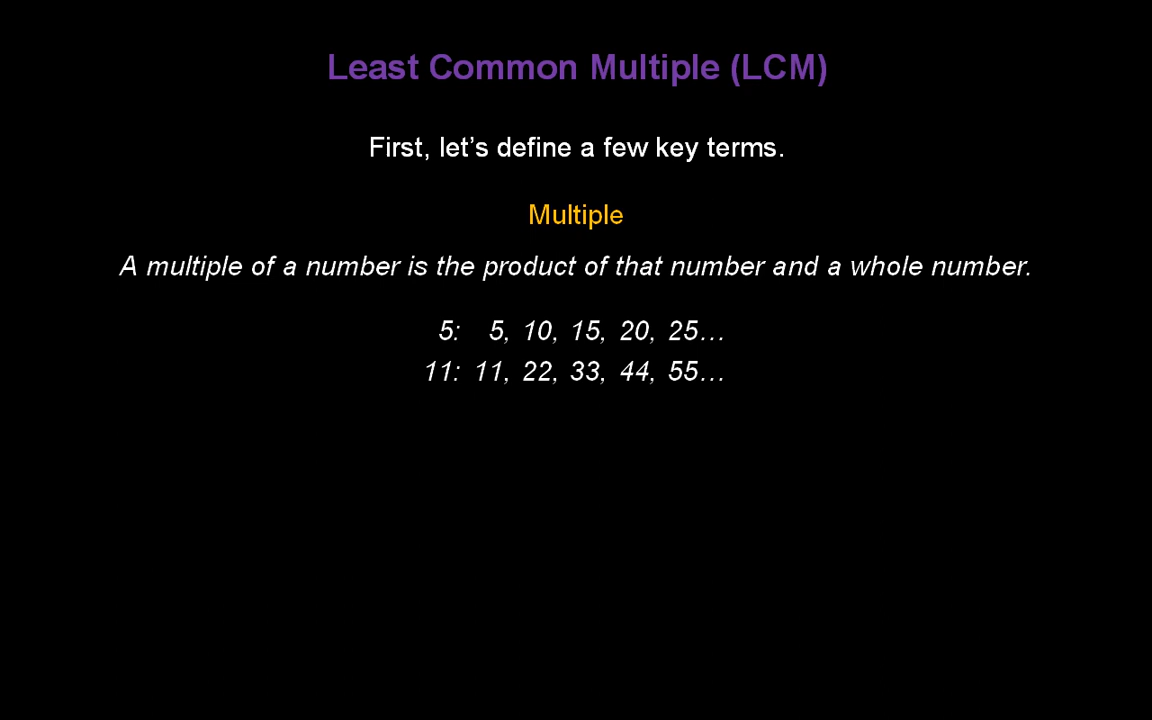 Least Common Multiple (LCM)
First, let’s define a few key terms.
Multiple
A multiple of a number is the product of that number and a whole number.
5: 5, 10, 15, 20, 25…
11: 11, 22, 33, 44, 55…